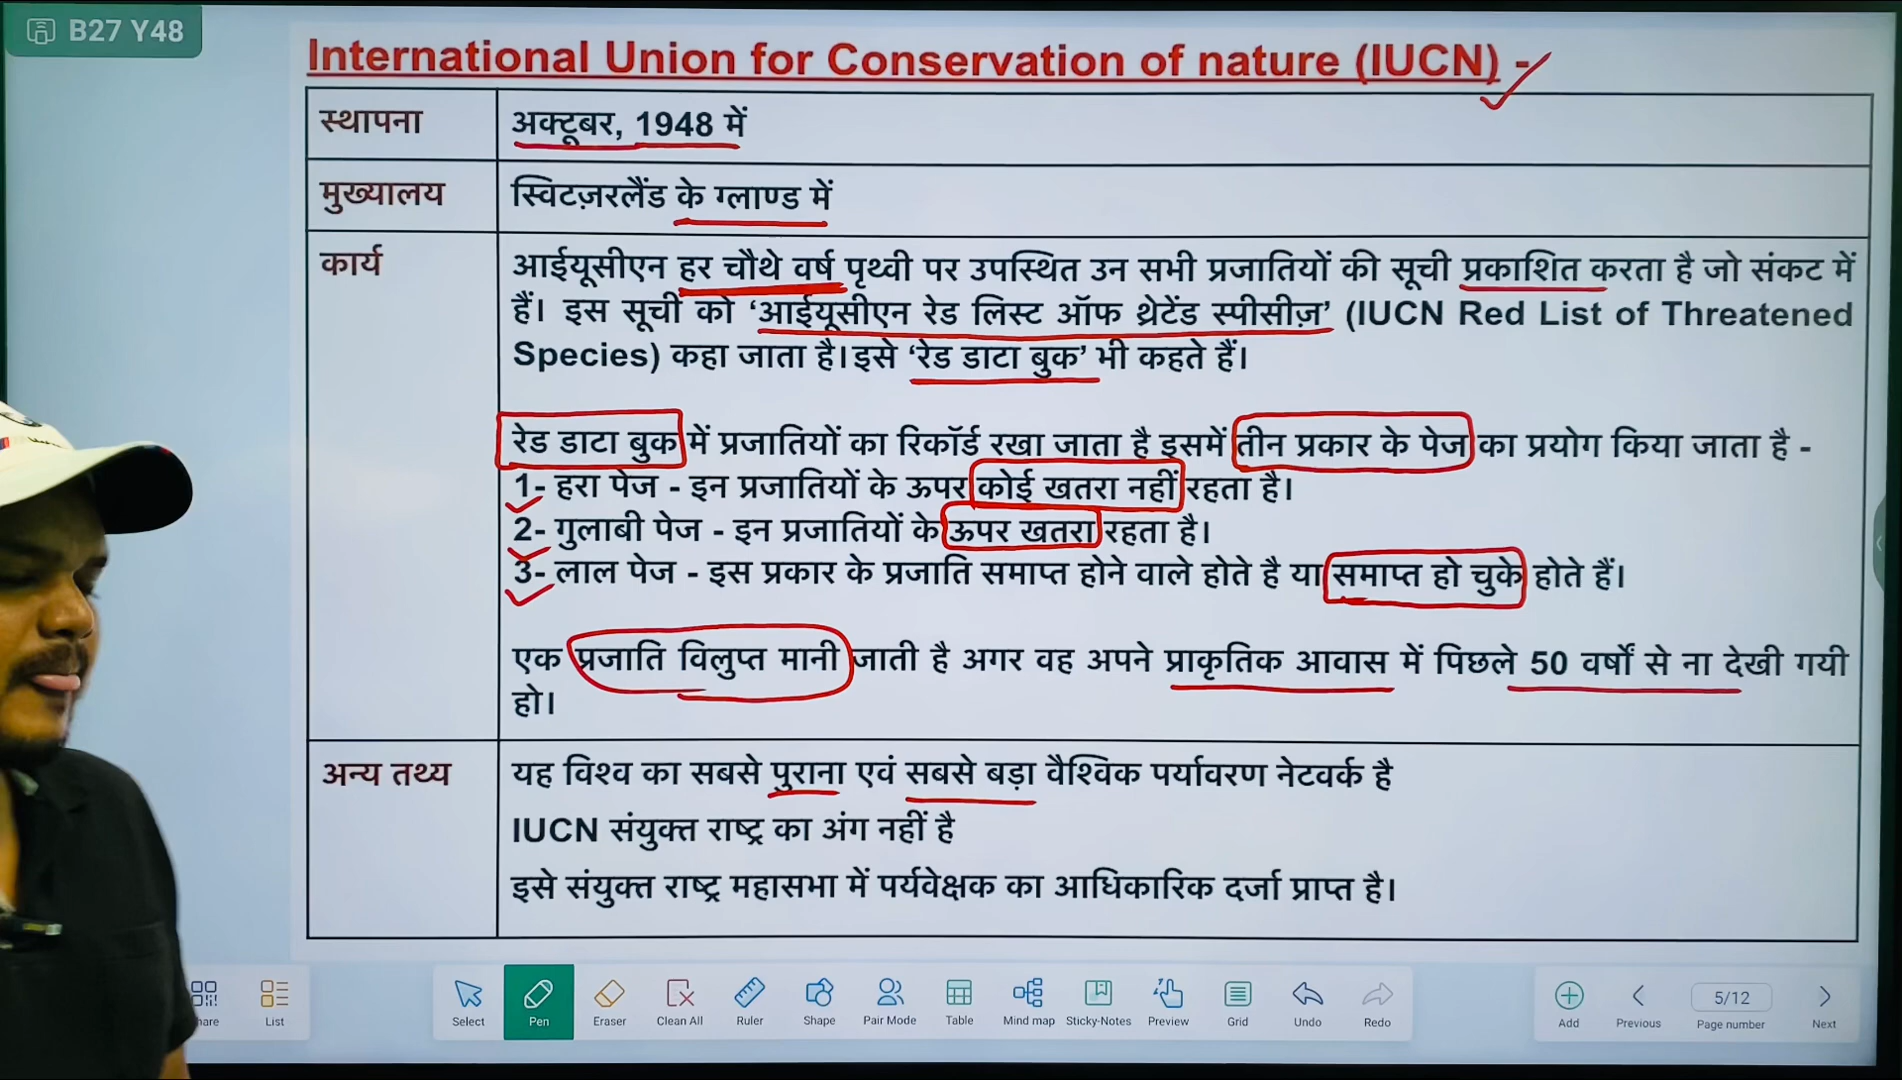 B27 Y48
International Union for Conservation of nature (IUCN) -
स्थापना
अक्टूबर, 1948 में
मुख्यालय
स्विटज़रलैंड के ग्लाण्ड में
कार्य
आईयूसीएन हर चौथे वर्ष पृथ्वी पर उपस्थित उन सभी प्रजातियों की सूची प्रकाशित करता है जो संकट में
हैं। इस सूची को ‘आईयूसीएन रेड लिस्ट ऑफ थ्रेटेंड स्पीसीज़’ (IUCN Red List of Threatened
Species) कहा जाता है।इसे ‘रेड डाटा बुक’ भी कहते हैं।
रेड डाटा बुक में प्रजातियों का रिकॉर्ड रखा जाता है इसमें तीन प्रकार के पेज का प्रयोग किया जाता है -
1- हरा पेज - इन प्रजातियों के ऊपर कोई खतरा नहीं रहता है।
2- गुलाबी पेज - इन प्रजातियों के ऊपर खतरा रहता है।
3- लाल पेज - इस प्रकार के प्रजाति समाप्त होने वाले होते है या समाप्त हो चुके होते हैं।
एक प्रजाति विलुप्त मानी जाती है अगर वह अपने प्राकृतिक आवास में पिछले 50 वर्षों से ना देखी गयी
हो।
अन्य तथ्य
यह विश्व का सबसे पुराना एवं सबसे बड़ा वैश्विक पर्यावरण नेटवर्क है
IUCN संयुक्त राष्ट्र का अंग नहीं है
इसे संयुक्त राष्ट्र महासभा में पर्यवेक्षक का आधिकारिक दर्जा प्राप्त है।
List Select Pen Eraser Clean All Ruler Shape Pair Mode Table Mind map Sticky-Notes Preview Grid Undo Redo Add Previous 5/12 Page number Next